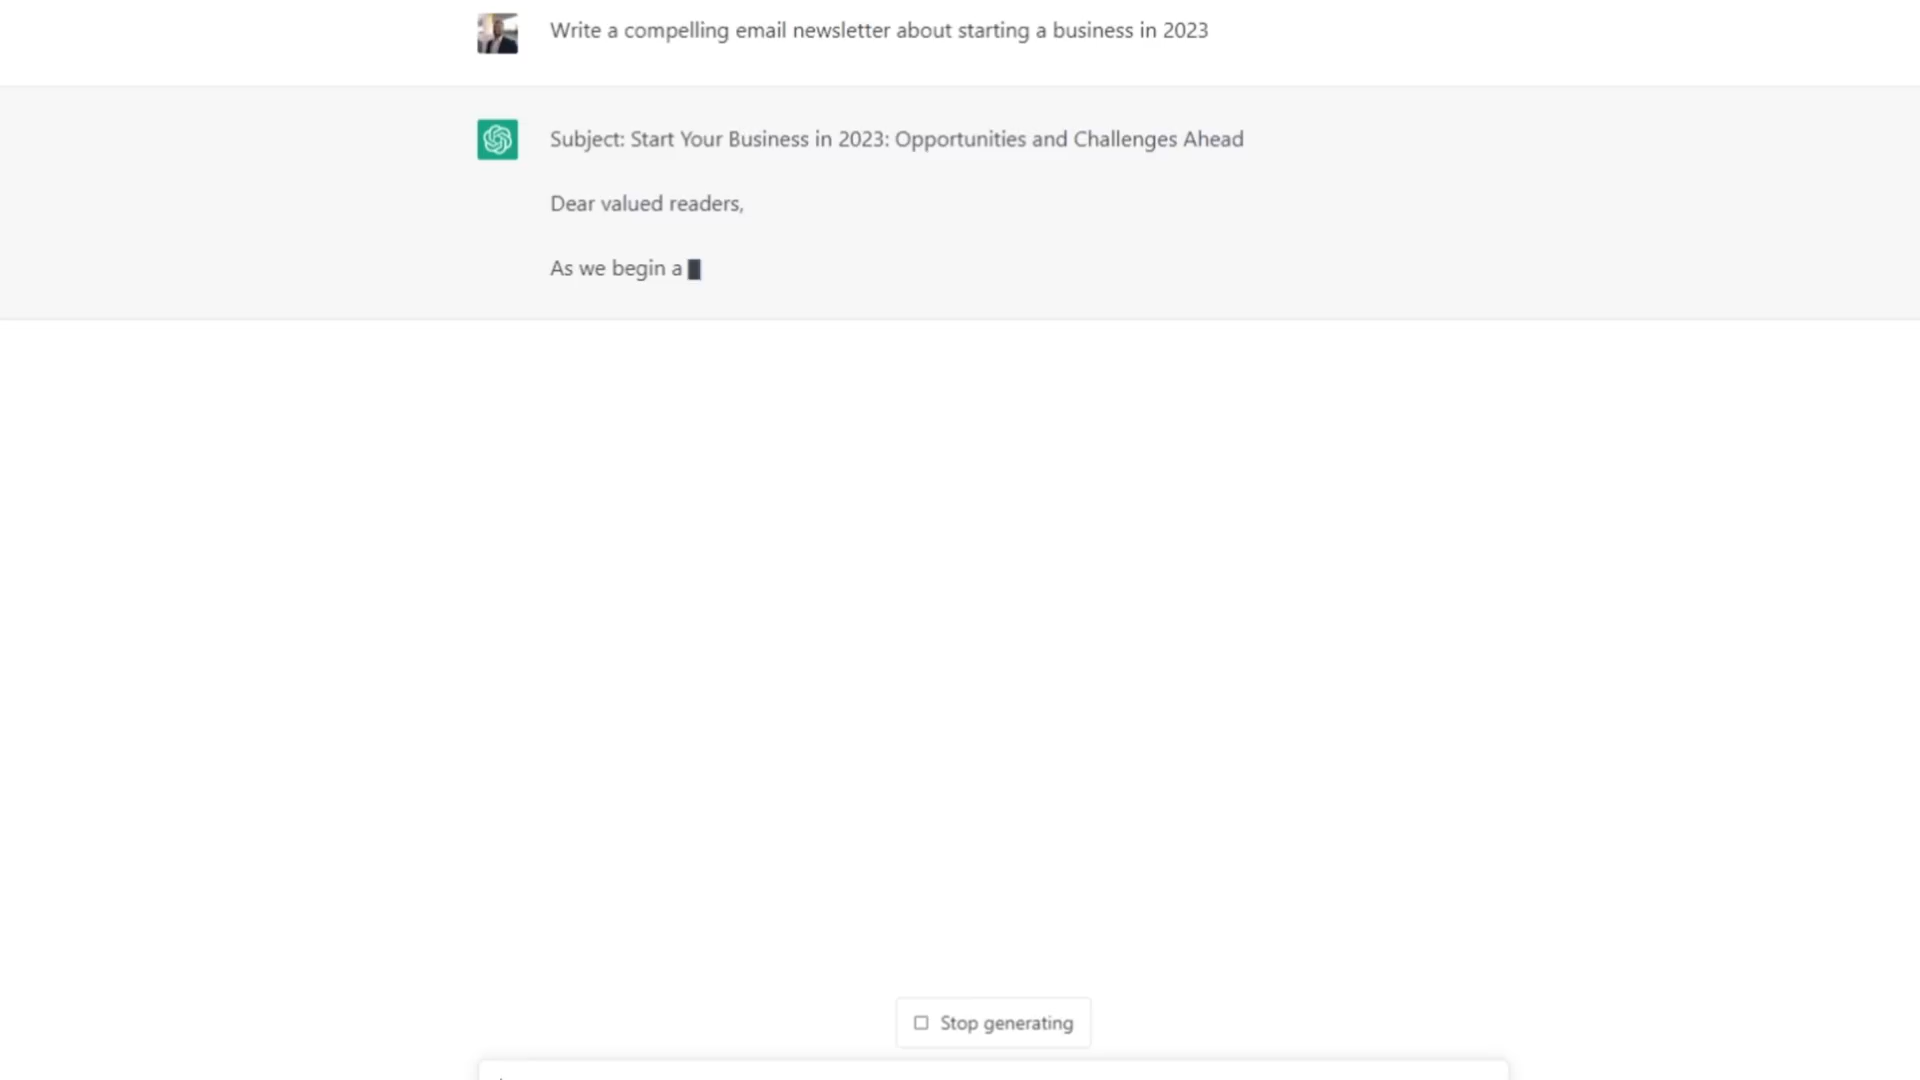 Write a compelling email newsletter about starting a business in 2023
Subject: Start Your Business in 2023: Opportunities and Challenges Ahead
Dear valued readers,
As we begin a
Stop generating